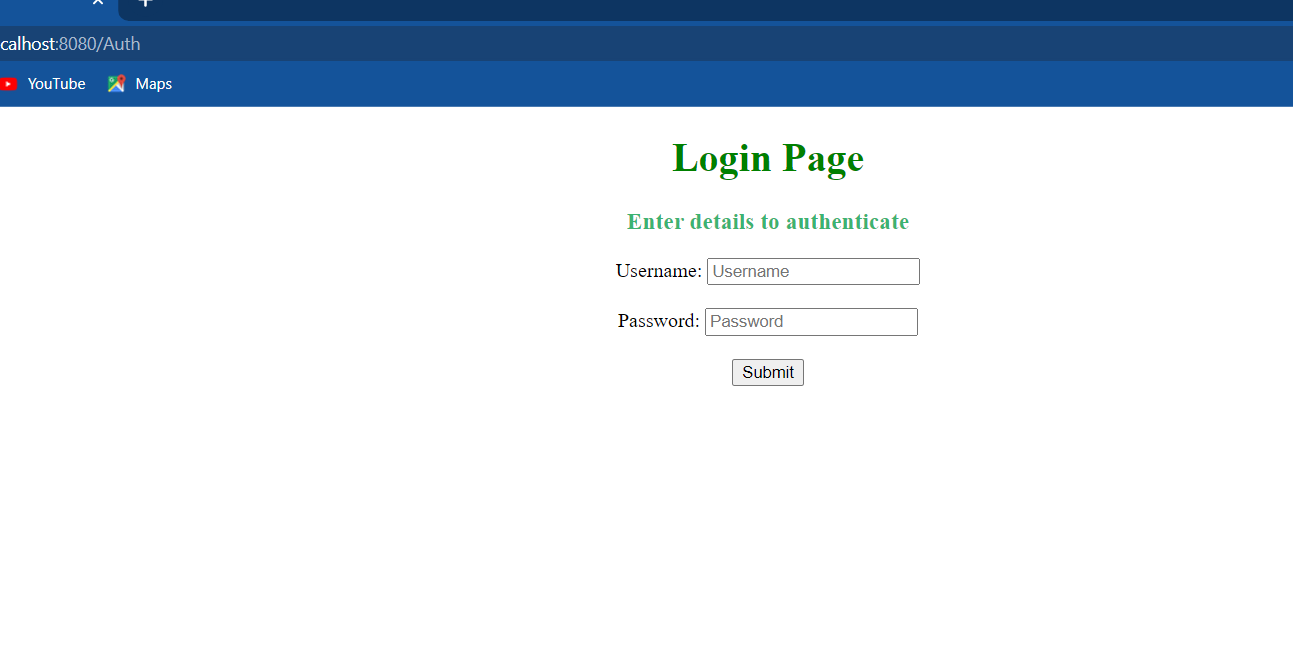 calhost:8080/Auth
YouTube Maps
Login Page
Enter details to authenticate
Username: Username
Password: Password
Submit